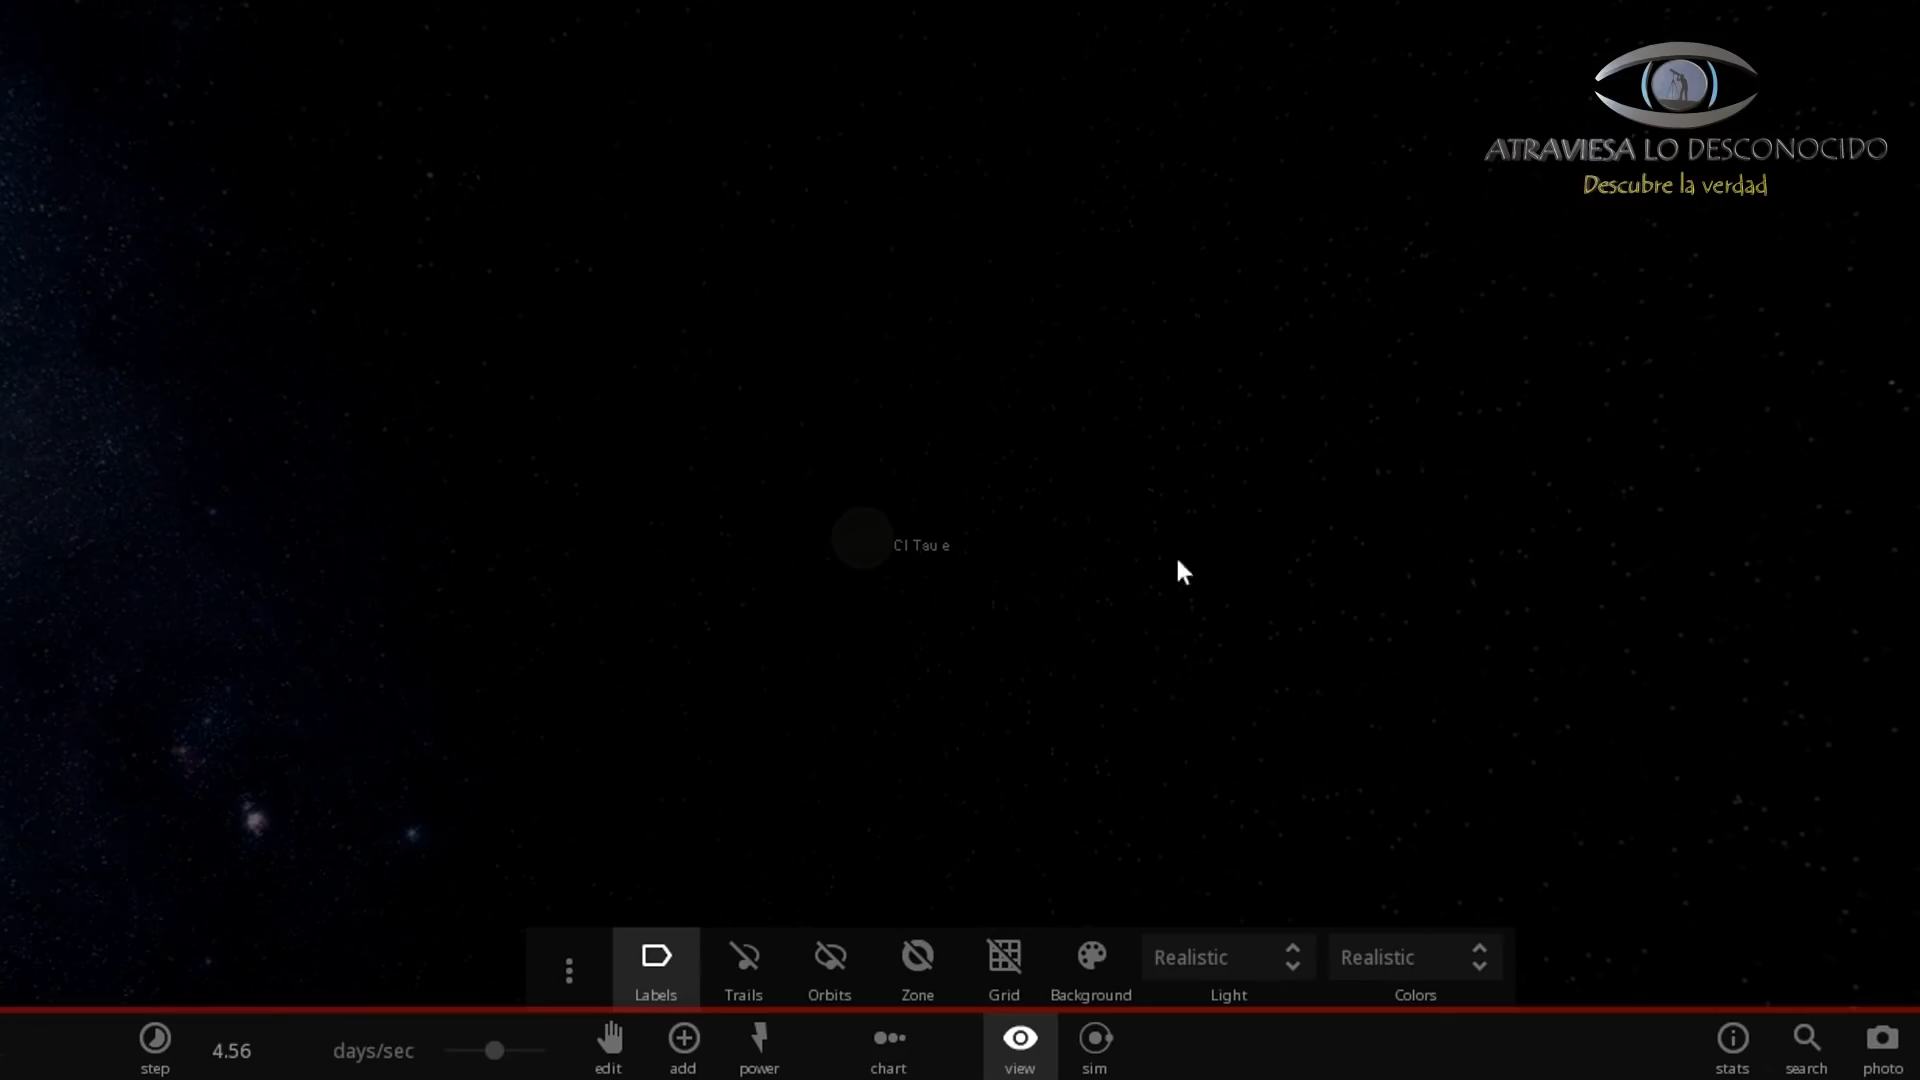 ATRAVIESA LO DESCONOCIDO
Descubre la verdad
CI Tau e
Realistic
Realistic
Labels
Trails
Orbits
Zone
Grid
Background
Light
Colors
4.56
days/sec
step
edit
add
power
chart
view
sim
stats
search
photo